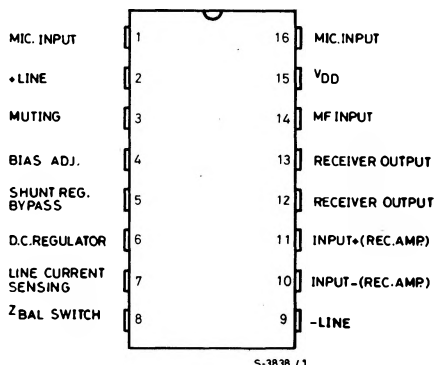 MIC. INPUT 1 16 MIC.INPUT
+LINE 2 15 VDD
MUTING 3 14 MF INPUT
BIAS ADJ. 4 13 RECEIVER OUTPUT
SHUNT REG.
BYPASS 5 12 RECEIVER OUTPUT
D.C.REGULATOR 6 11 INPUT+(REC.AMP.)
LINE CURRENT
SENSING 7 10 INPUT-(REC.AMP.)
ZBAL SWITCH 8 9 -LINE
S-3838 /1